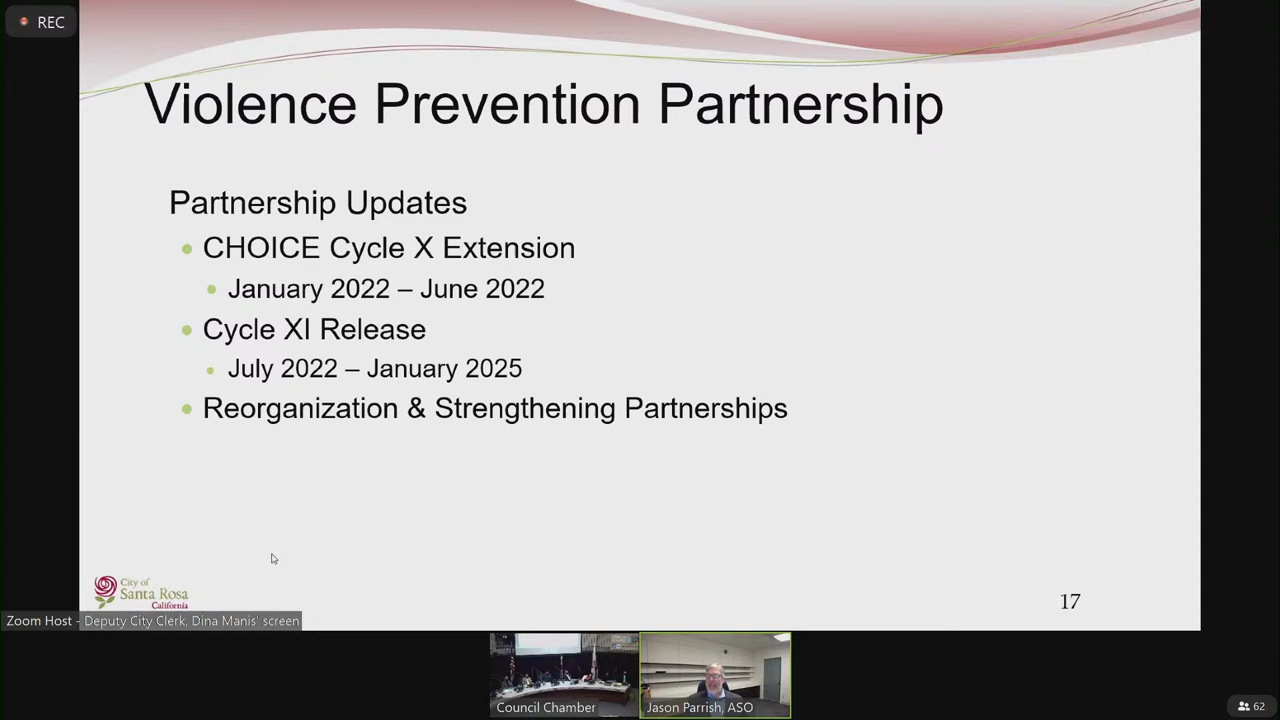 REC
Violence Prevention Partnership
Partnership Updates
CHOICE Cycle X Extension
January 2022 – June 2022
Cycle XI Release
July 2022 – January 2025
Reorganization & Strengthening Partnerships
City of
Santa Rosa
California
17
Zoom Host - Deputy City Clerk, Dina Manis' screen
Council Chamber
Jason Parrish, ASO
62